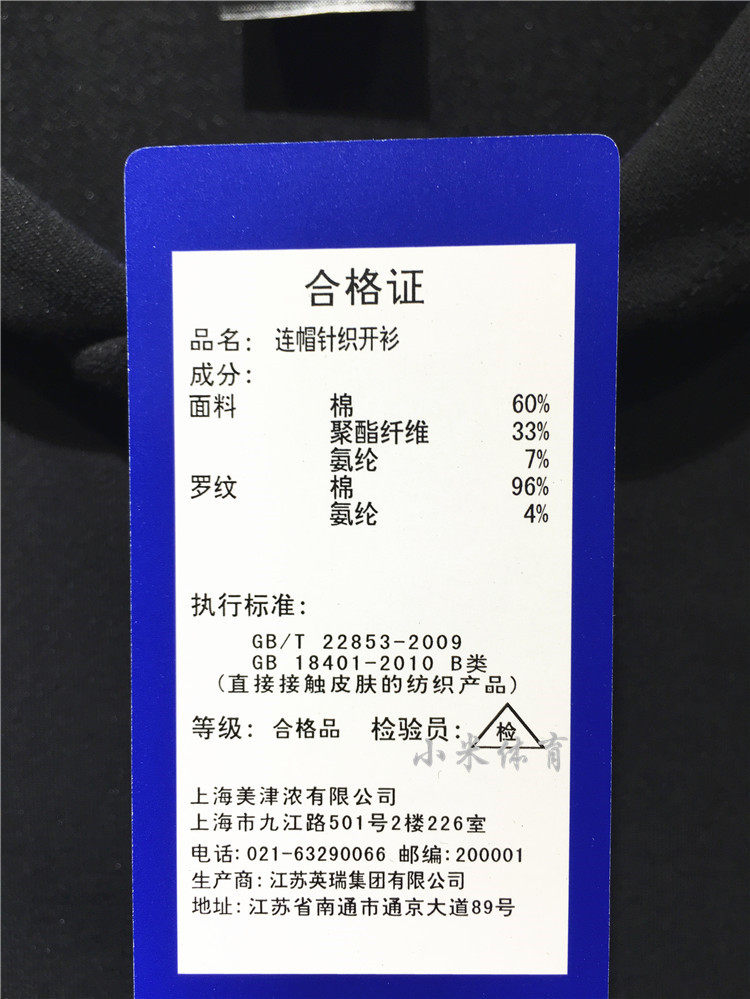 合格证
品名：连帽针织开衫
成分：
面料 棉 60%
聚酯纤维 33%
氨纶 7%
罗纹 棉 96%
氨纶 4%
执行标准：
GB/T 22853-2009
GB 18401-2010 B类
(直接接触皮肤的纺织产品)
等级：合格品 检验员：检
小米体育
上海美津浓有限公司
上海市九江路501号2楼226室
电话：021-63290066 邮编：200001
生产商：江苏英瑞集团有限公司
地址：江苏省南通市通京大道89号